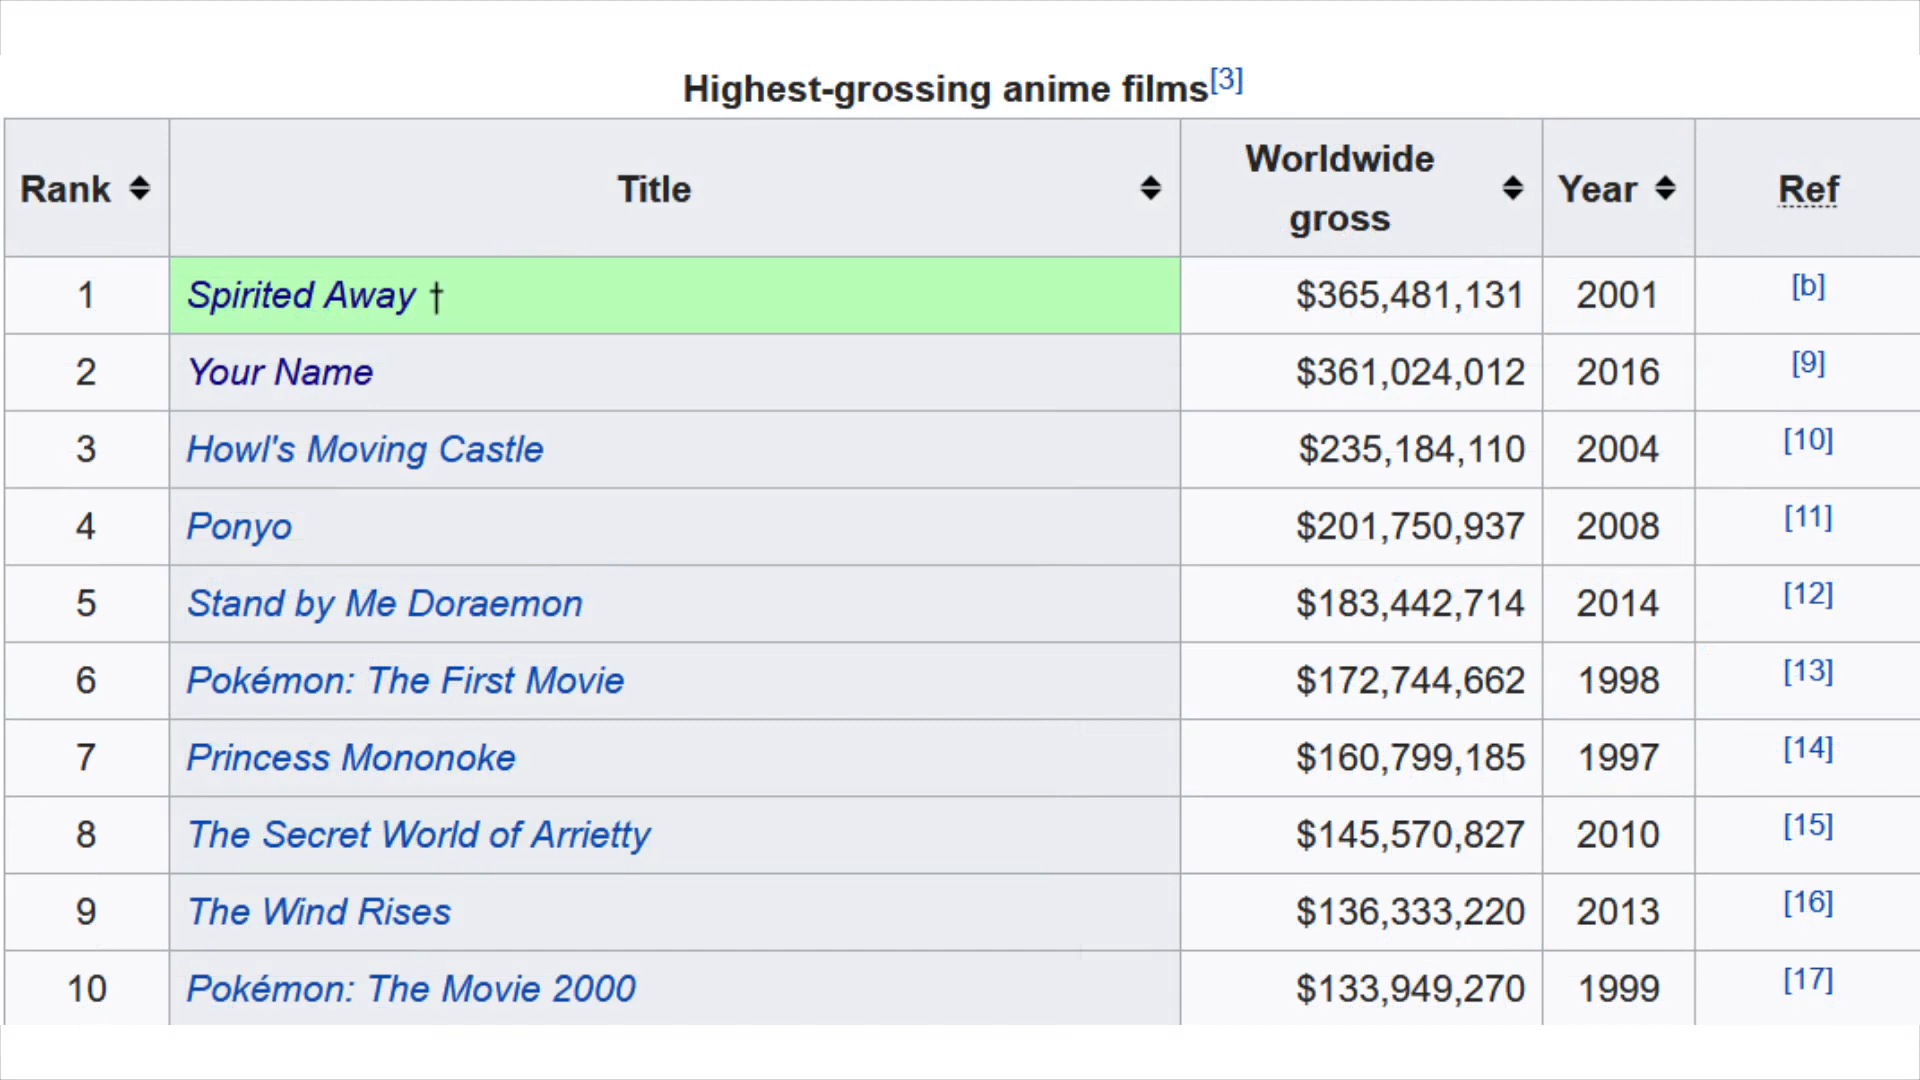 Highest-grossing anime films[3]
Rank Title Worldwide gross Year Ref
1 Spirited Away † $365,481,131 2001 [b]
2 Your Name $361,024,012 2016 [9]
3 Howl's Moving Castle $235,184,110 2004 [10]
4 Ponyo $201,750,937 2008 [11]
5 Stand by Me Doraemon $183,442,714 2014 [12]
6 Pokémon: The First Movie $172,744,662 1998 [13]
7 Princess Mononoke $160,799,185 1997 [14]
8 The Secret World of Arrietty $145,570,827 2010 [15]
9 The Wind Rises $136,333,220 2013 [16]
10 Pokémon: The Movie 2000 $133,949,270 1999 [17]